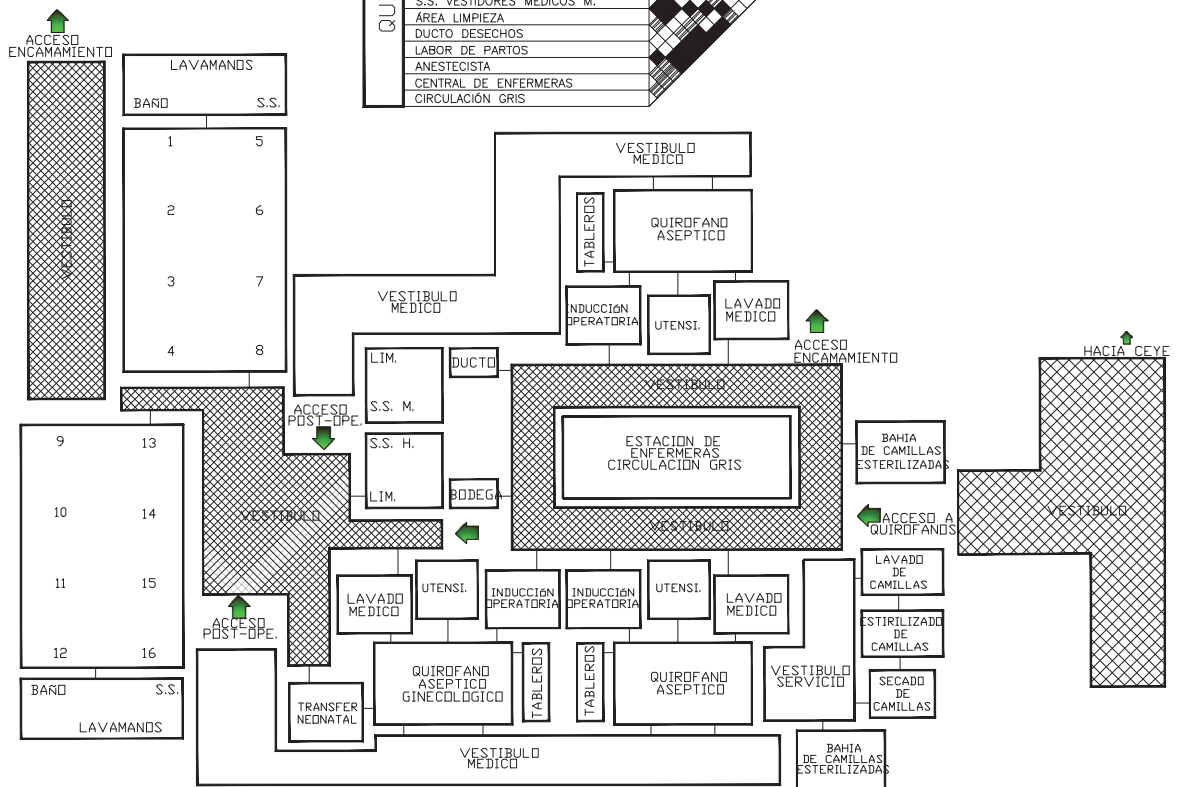 S.S. VESTIDORES MEDICOS M.
ÁREA LIMPIEZA
DUCTO DESECHOS
LABOR DE PARTOS
ANESTECISTA
CENTRAL DE ENFERMERAS
CIRCULACIÓN GRIS
QU
ACCESO
ENCAMAMIENTO
VESTIBULO
LAVAMANOS
BAÑO S.S.
1 5
2 6
3 7
4 8
VESTIBULO
MEDICO
TABLEROS
QUIROFANO
ASEPTICO
INDUCCIóN
OPERATORIA
UTENSI.
LAVADO
MEDICO
VESTIBULO
MEDICO
ACCESO
ENCAMAMIENTO
HACIA CEYE
LIM.
S.S. M.
DUCTO
VESTIBULO
ACCESO
POST-OPE.
S.S. H.
LIM.
BODEGA
ESTACION DE
ENFERMERAS
CIRCULACIÓN GRIS
VESTIBULO
BAHIA
DE CAMILLAS
ESTERILIZADAS
9 13
10 14
11 15
12 16
VESTIBULO
ACCESO A
QUIROFANOS
VESTIBULO
ACCESO
POST-OPE.
LAVADO
MEDICO
UTENSI.
INDUCCIóN
OPERATORIA
INDUCCIóN
OPERATORIA
UTENSI.
LAVADO
MEDICO
LAVADO
DE
CAMILLAS
ESTIRILIZADO
DE
CAMILLAS
SECADO
DE
CAMILLAS
VESTIBULO
SERVICIO
BAÑO S.S.
LAVAMANOS
TRANSFER
NEONATAL
QUIROFANO
ASEPTICO
GINECOLOGICO
TABLEROS
TABLEROS
QUIROFANO
ASEPTICO
VESTIBULO
MEDICO
BAHIA
DE CAMILLAS
ESTERILIZADAS